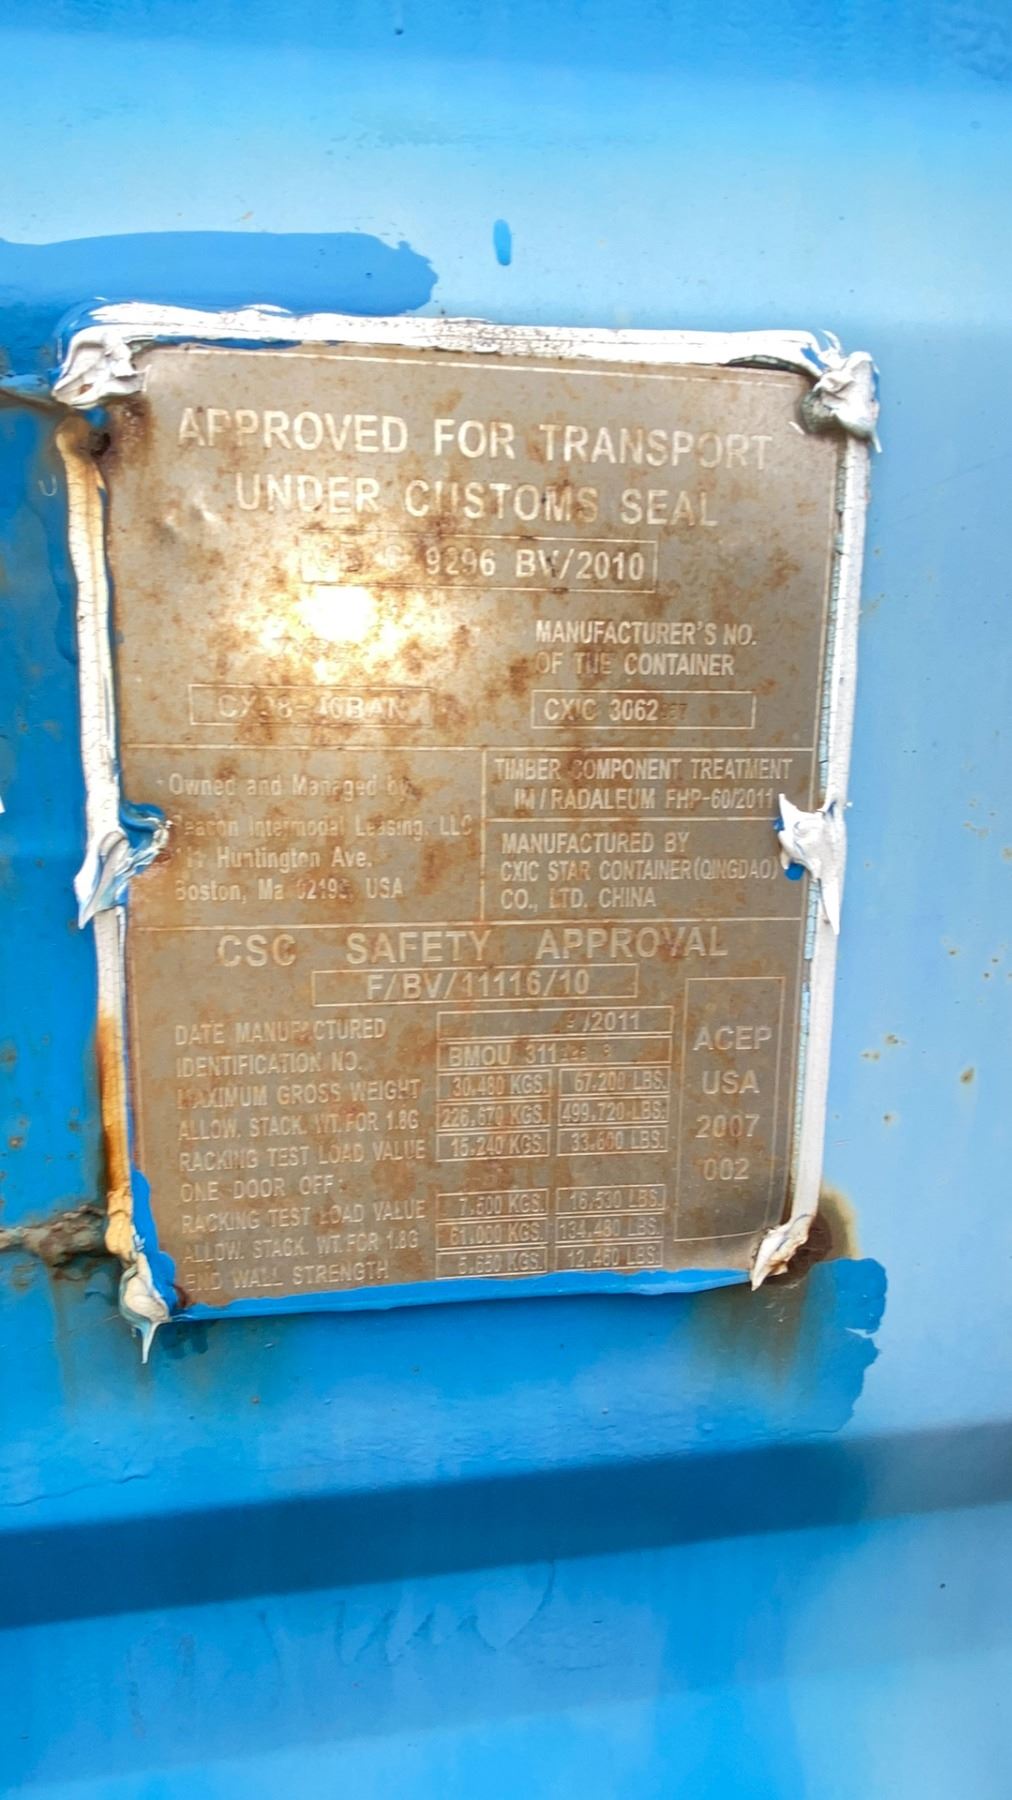 APPROVED FOR TRANSPORT
UNDER CUSTOMS SEAL
9296 BV/2010
MANUFACTURER'S NO.
OF THE CONTAINER
CXIC 3062
Owned and Managed by
Beacon Intermodal Leasing, LLC
Huntington Ave.
Boston, Ma USA
TIMBER COMPONENT TREATMENT
IM / RADALEUM FHP-60/2011
MANUFACTURED BY
CXIC STAR CONTAINER(QINGDAO)
CO., LTD. CHINA
CSC SAFETY APPROVAL
F/BV/11116/10
DATE MANUFACTURED /2011
IDENTIFICATION NO. BMOU 311
MAXIMUM GROSS WEIGHT 30.480 KGS. 67.200 LBS.
ALLOW. STACK. WT. FOR 1.8G 226.670 KGS. 499.720 LBS.
RACKING TEST LOAD VALUE 15.240 KGS. 33.600 LBS.
ONE DOOR OFF:
RACKING TEST LOAD VALUE 7.500 KGS. 16.530 LBS.
ALLOW. STACK. WT. FOR 1.8G 61.000 KGS. 134.480 LBS.
END WALL STRENGTH 5.650 KGS. 12.460 LBS.
ACEP
USA
2007
002